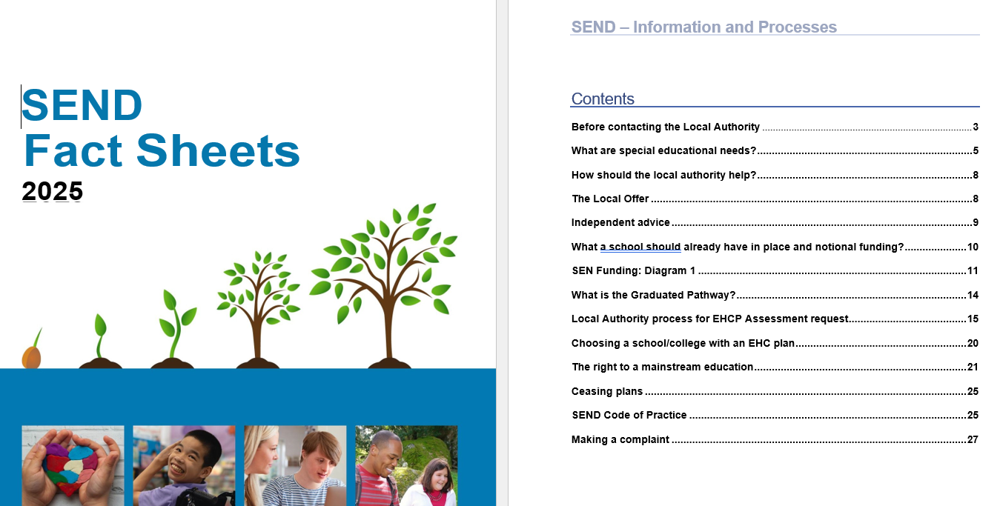 SEND
Fact Sheets
2025
SEND – Information and Processes
Contents
Before contacting the Local Authority ............................................................................................3
What are special educational needs?........................................................................5
How should the local authority help?........................................................................8
The Local Offer ............................................................................................................8
Independent advice.....................................................................................................9
What a school should already have in place and notional funding?.....................10
SEN Funding: Diagram 1 ..........................................................................................11
What is the Graduated Pathway?.............................................................................14
Local Authority process for EHCP Assessment request.......................................15
Choosing a school/college with an EHC plan.........................................................20
The right to a mainstream education.......................................................................21
Ceasing plans ............................................................................................................25
SEND Code of Practice .............................................................................................25
Making a complaint ...................................................................................................27